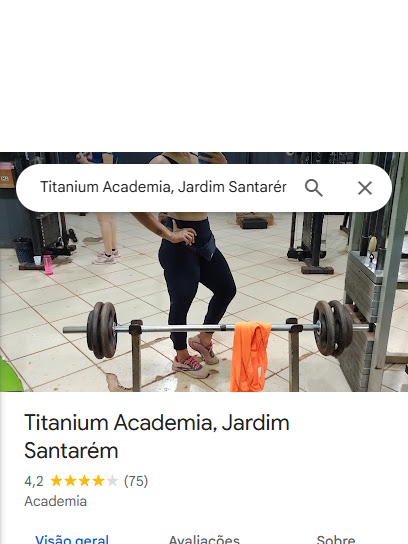 Titanium Academia, Jardim Santarér
Titanium Academia, Jardim
Santarém
4,2 (75)
Academia
Visão geral Avaliações Sobre